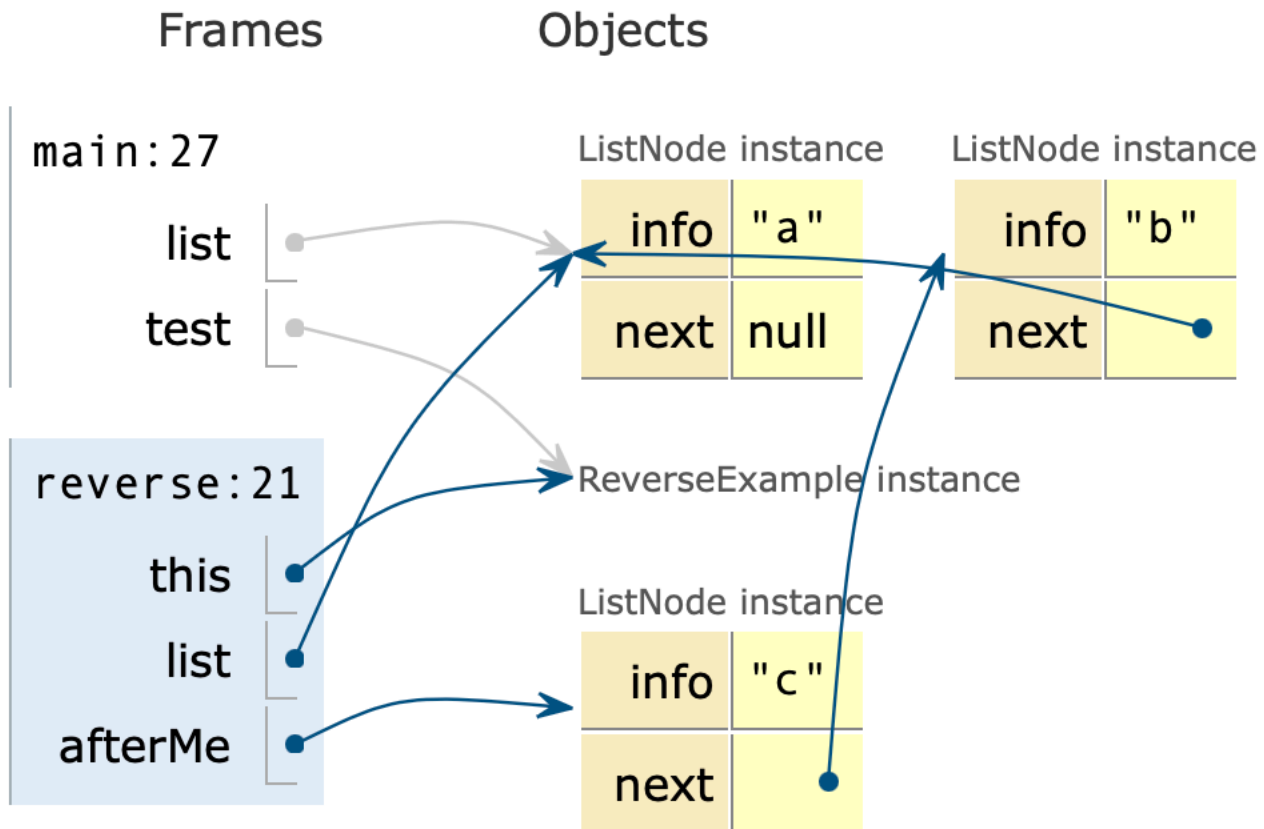 Frames Objects
main:27
list
test
ListNode instance
info "a"
next null
ListNode instance
info "b"
next
reverse:21
this
list
afterMe
ReverseExample instance
ListNode instance
info "c"
next